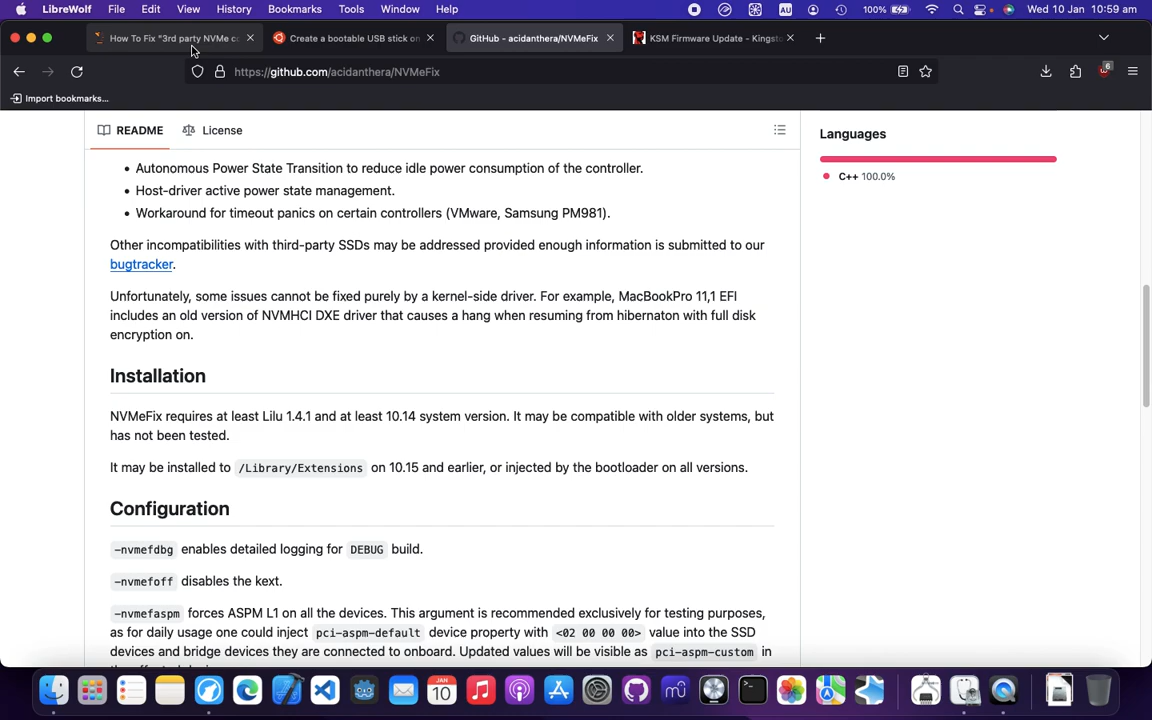 LibreWolf File Edit View History Bookmarks Tools Window Help AU 100% Wed 10 Jan 10:59 am
How To Fix "3rd party NVMe co Create a bootable USB stick on GitHub - acidanthera/NVMeFix KSM Firmware Update - Kingsto
https://github.com/acidanthera/NVMeFix 6
Import bookmarks...
README License
Languages
C++ 100.0%
• Autonomous Power State Transition to reduce idle power consumption of the controller.
• Host-driver active power state management.
• Workaround for timeout panics on certain controllers (VMware, Samsung PM981).
Other incompatibilities with third-party SSDs may be addressed provided enough information is submitted to our
bugtracker.
Unfortunately, some issues cannot be fixed purely by a kernel-side driver. For example, MacBookPro 11,1 EFI
includes an old version of NVMHCI DXE driver that causes a hang when resuming from hibernaton with full disk
encryption on.
Installation
NVMeFix requires at least Lilu 1.4.1 and at least 10.14 system version. It may be compatible with older systems, but
has not been tested.
It may be installed to /Library/Extensions on 10.15 and earlier, or injected by the bootloader on all versions.
Configuration
-nvmefdbg enables detailed logging for DEBUG build.
-nvmefoff disables the kext.
-nvmefaspm forces ASPM L1 on all the devices. This argument is recommended exclusively for testing purposes,
as for daily usage one could inject pci-aspm-default device property with <02 00 00 00> value into the SSD
devices and bridge devices they are connected to onboard. Updated values will be visible as pci-aspm-custom in
JAN
10